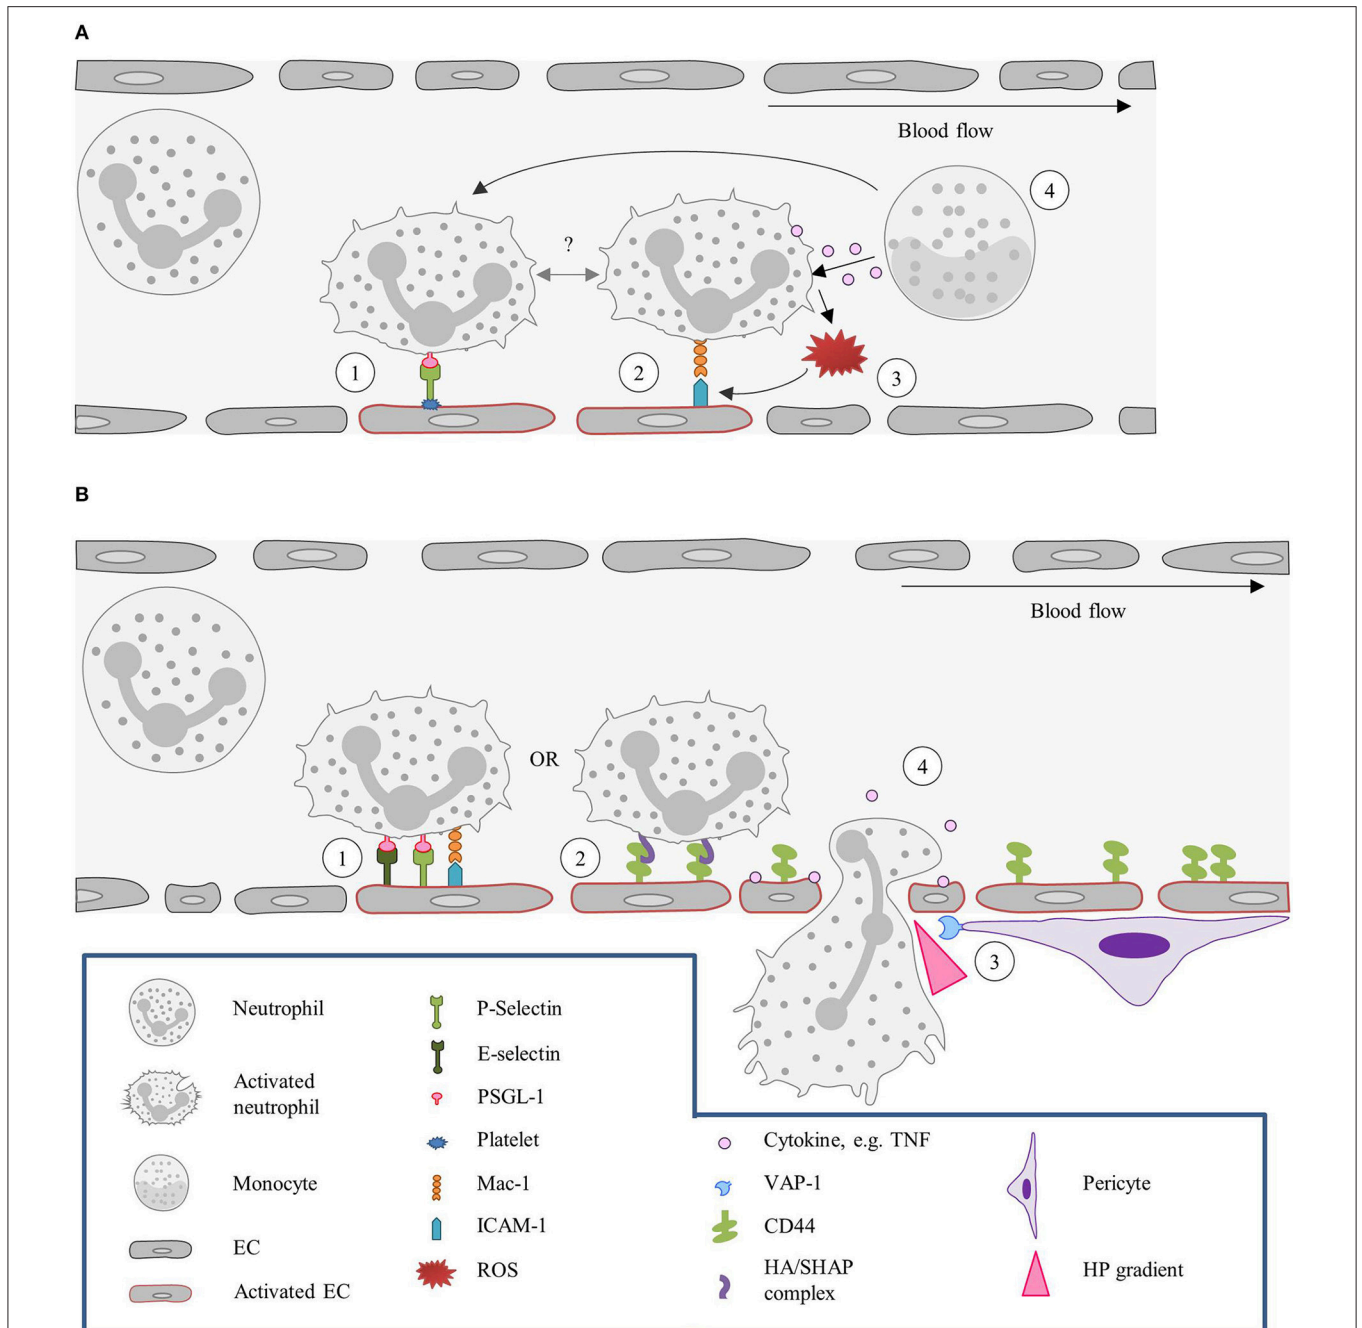 A
Blood flow
4
?
1
2
3
B
Blood flow
OR
4
1
2
3
Neutrophil
Activated
neutrophil
Monocyte
EC
Activated EC
P-Selectin
E-selectin
PSGL-1
Platelet
Mac-1
ICAM-1
ROS
Cytokine, e.g. TNF
VAP-1
CD44
HA/SHAP
complex
Pericyte
HP gradient